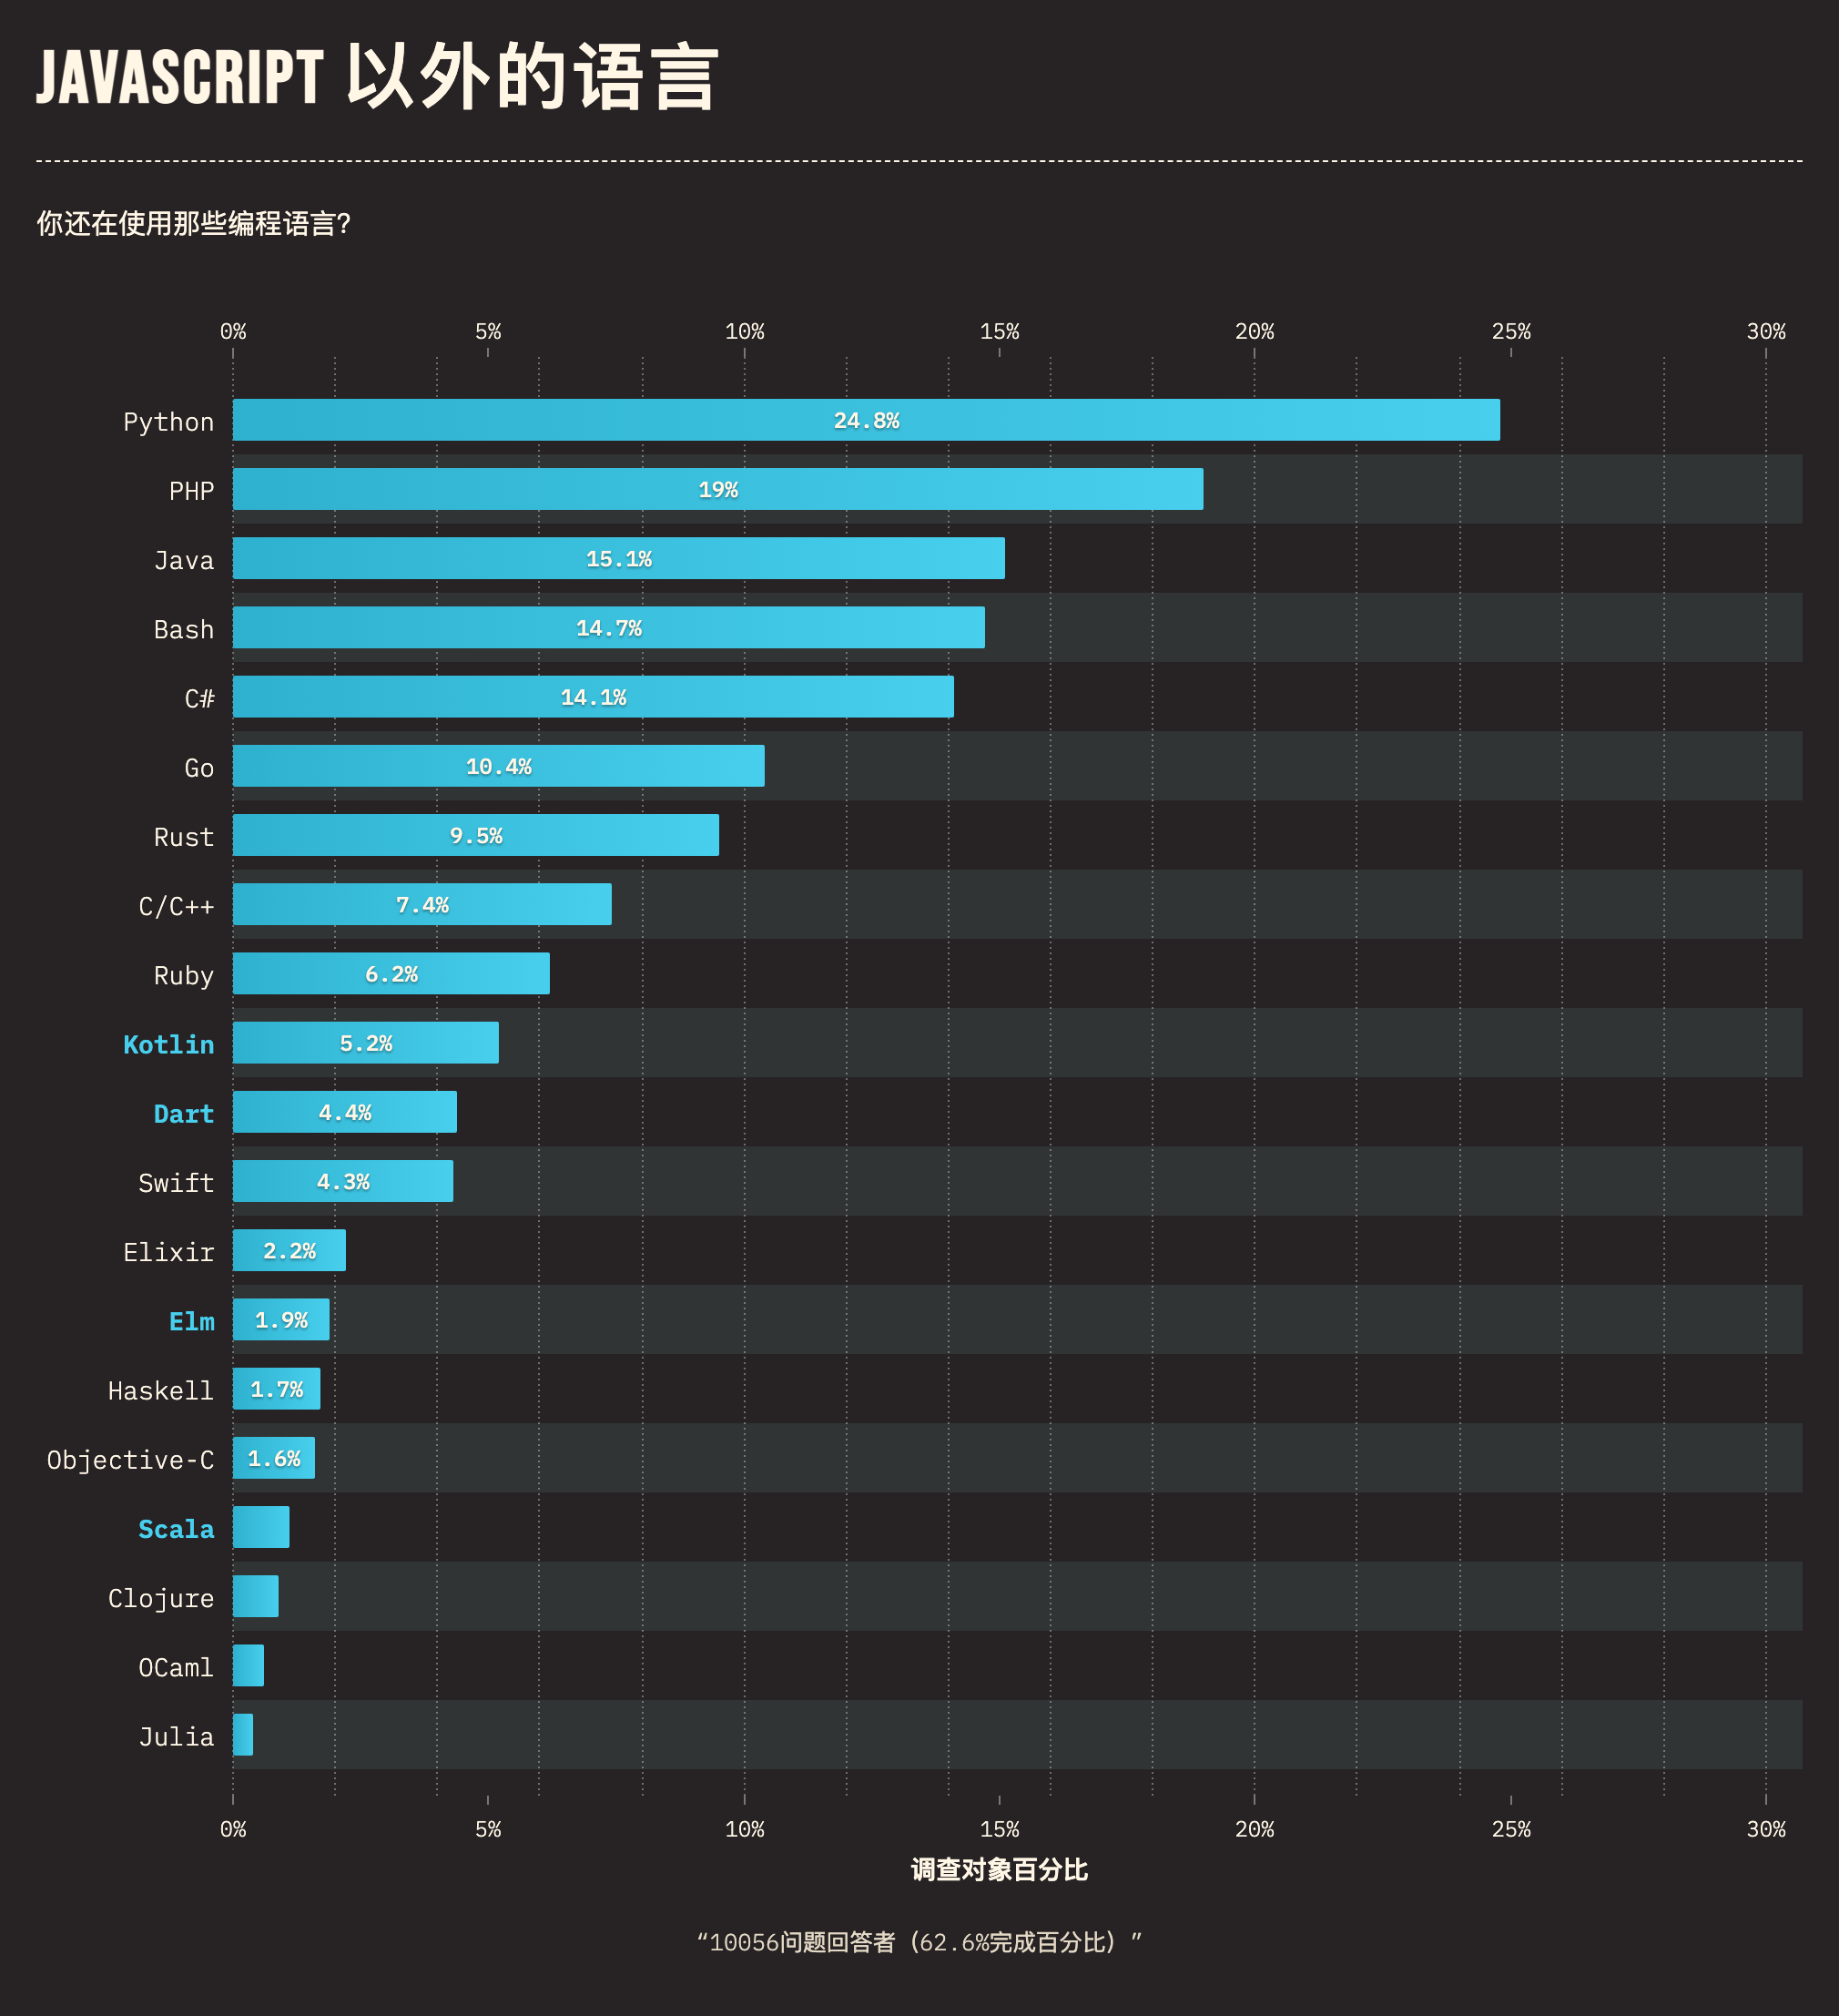 JAVASCRIPT 以外的语言
你还在使用那些编程语言？
0% 5% 10% 15% 20% 25% 30%
Python 24.8%
PHP 19%
Java 15.1%
Bash 14.7%
C# 14.1%
Go 10.4%
Rust 9.5%
C/C++ 7.4%
Ruby 6.2%
Kotlin 5.2%
Dart 4.4%
Swift 4.3%
Elixir 2.2%
Elm 1.9%
Haskell 1.7%
Objective-C 1.6%
Scala
Clojure
OCaml
Julia
0% 5% 10% 15% 20% 25% 30%
调查对象百分比
“10056问题回答者（62.6%完成百分比）”